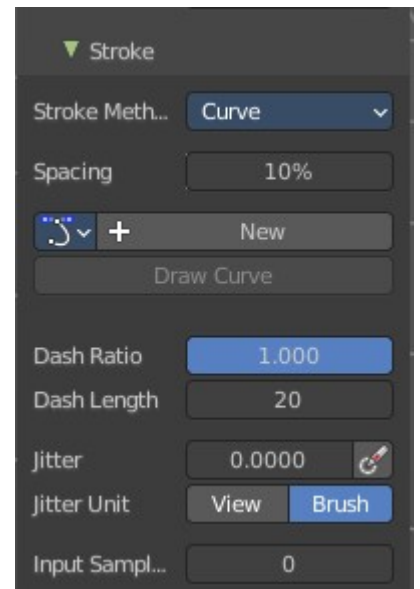 Stroke
Stroke Meth... Curve
Spacing 10%
New
Draw Curve
Dash Ratio 1.000
Dash Length 20
Jitter 0.0000
Jitter Unit View Brush
Input Sampl... 0